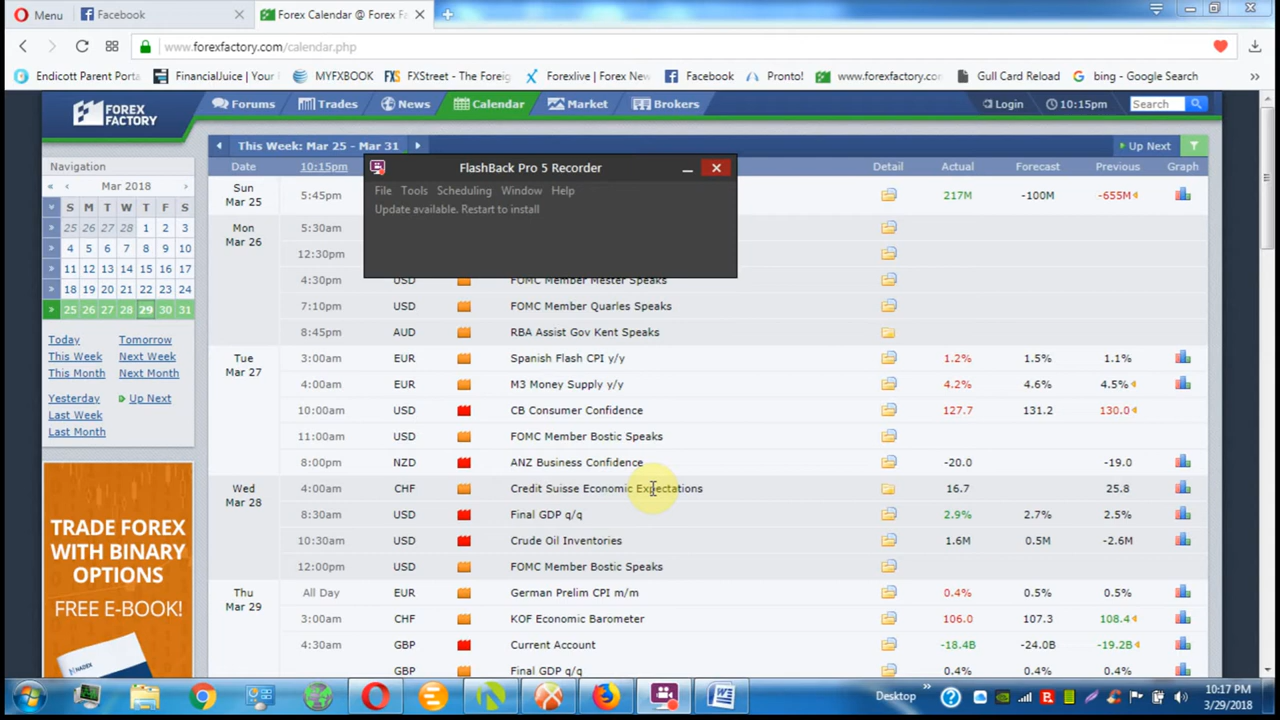 Menu
Facebook
Forex Calendar @ Forex Fa
www.forexfactory.com/calendar.php
Endicott Parent Porta
FinancialJuice | Your i
MYFXBOOK
FXStreet - The Foreig
Forexlive | Forex New
Facebook
Pronto!
www.forexfactory.con
Gull Card Reload
bing - Google Search
FOREX FACTORY
Forums Trades News Calendar Market Brokers
Login 10:15pm Search
Navigation
Mar 2018
S M T W T F S
25 26 27 28 1 2 3
4 5 6 7 8 9 10
11 12 13 14 15 16 17
18 19 20 21 22 23 24
25 26 27 28 29 30 31
Today Tomorrow
This Week Next Week
This Month Next Month
Yesterday Up Next
Last Week
Last Month
TRADE FOREX
WITH BINARY
OPTIONS
FREE E-BOOK!
NADEX
This Week: Mar 25 - Mar 31 Up Next
Date 10:15pm Detail Actual Forecast Previous Graph
Sun Mar 25 5:45pm 217M -100M -655M
Mon Mar 26 5:30am
12:30pm
4:30pm USD FOMC Member Mester Speaks
7:10pm USD FOMC Member Quarles Speaks
8:45pm AUD RBA Assist Gov Kent Speaks
Tue Mar 27 3:00am EUR Spanish Flash CPI y/y 1.2% 1.5% 1.1%
4:00am EUR M3 Money Supply y/y 4.2% 4.6% 4.5%
10:00am USD CB Consumer Confidence 127.7 131.2 130.0
11:00am USD FOMC Member Bostic Speaks
8:00pm NZD ANZ Business Confidence -20.0 -19.0
Wed Mar 28 4:00am CHF Credit Suisse Economic Expectations 16.7 25.8
8:30am USD Final GDP q/q 2.9% 2.7% 2.5%
10:30am USD Crude Oil Inventories 1.6M 0.5M -2.6M
12:00pm USD FOMC Member Bostic Speaks
Thu Mar 29 All Day EUR German Prelim CPI m/m 0.4% 0.5% 0.5%
3:00am CHF KOF Economic Barometer 106.0 107.3 108.4
4:30am GBP Current Account -18.4B -24.0B -19.2B
GBP Final GDP q/q 0.4% 0.4% 0.4%
FlashBack Pro 5 Recorder
File Tools Scheduling Window Help
Update available. Restart to install
Desktop
10:17 PM
3/29/2018